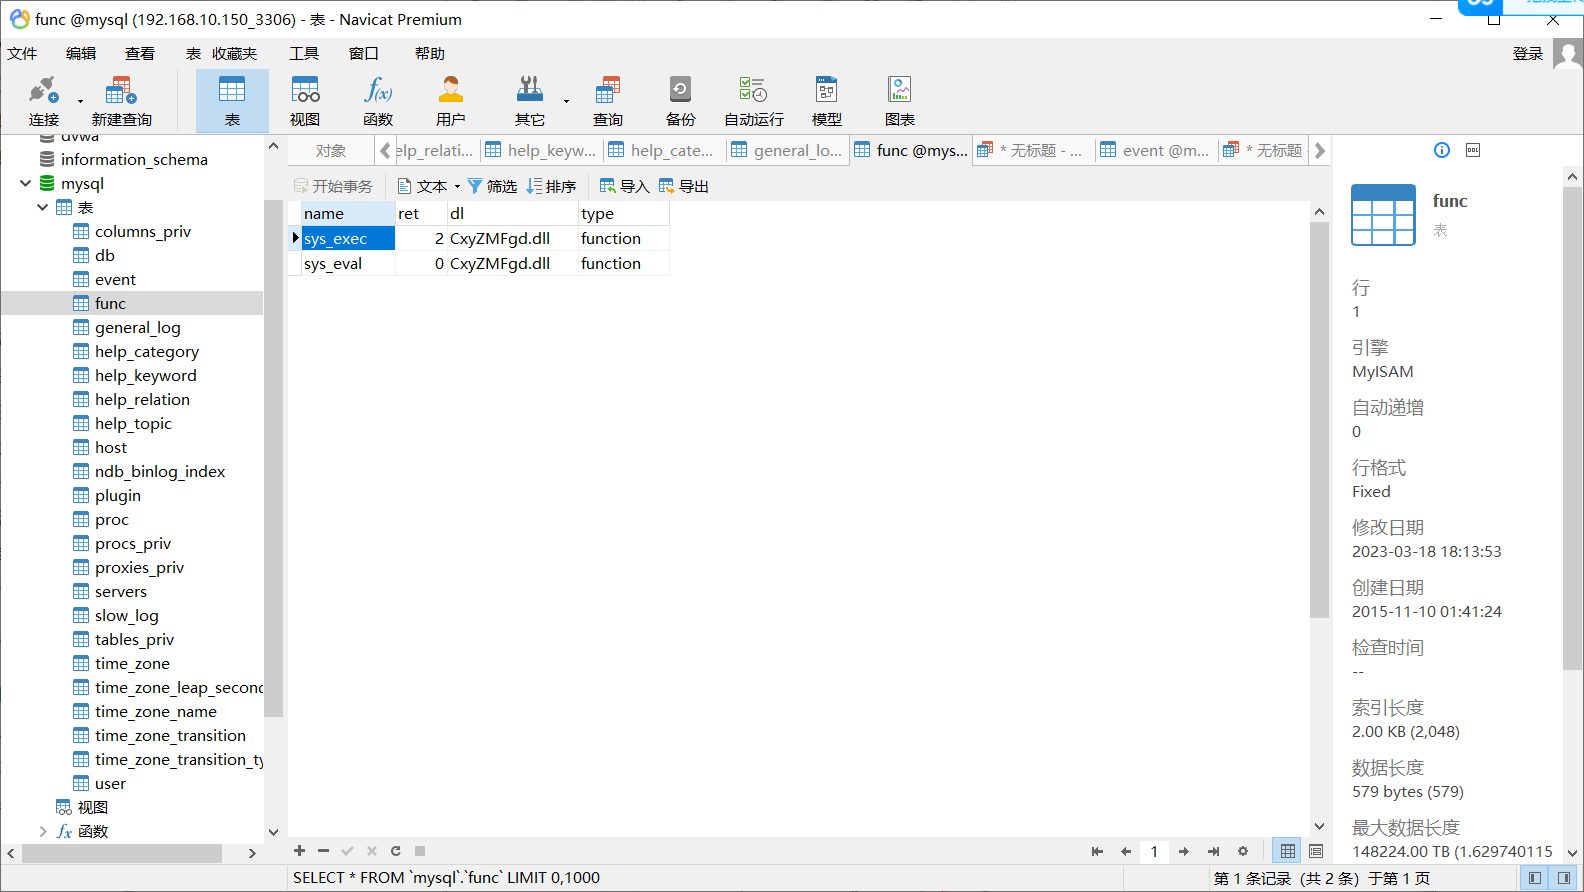 func @mysql (192.168.10.150_3306) - 表 - Navicat Premium
文件 编辑 查看 表 收藏夹 工具 窗口 帮助 登录
连接 新建查询 表 视图 函数 用户 其它 查询 备份 自动运行 模型 图表
dvwa
information_schema
mysql
表
columns_priv
db
event
func
general_log
help_category
help_keyword
help_relation
help_topic
host
ndb_binlog_index
plugin
proc
procs_priv
proxies_priv
servers
slow_log
tables_priv
time_zone
time_zone_leap_second
time_zone_name
time_zone_transition
time_zone_transition_ty
user
视图
函数
对象 elp_relati... help_keyw... help_cate... general_lo... func @mys... * 无标题 - ... event @m... * 无标题
开始事务 文本 筛选 排序 导入 导出
name ret dl type
sys_exec 2 CxyZMFgd.dll function
sys_eval 0 CxyZMFgd.dll function
func
表
行
1
引擎
MyISAM
自动递增
0
行格式
Fixed
修改日期
2023-03-18 18:13:53
创建日期
2015-11-10 01:41:24
检查时间
--
索引长度
2.00 KB (2,048)
数据长度
579 bytes (579)
最大数据长度
148224.00 TB (1.629740115
1
SELECT * FROM `mysql`.`func` LIMIT 0,1000
第 1 条记录 (共 2 条) 于第 1 页